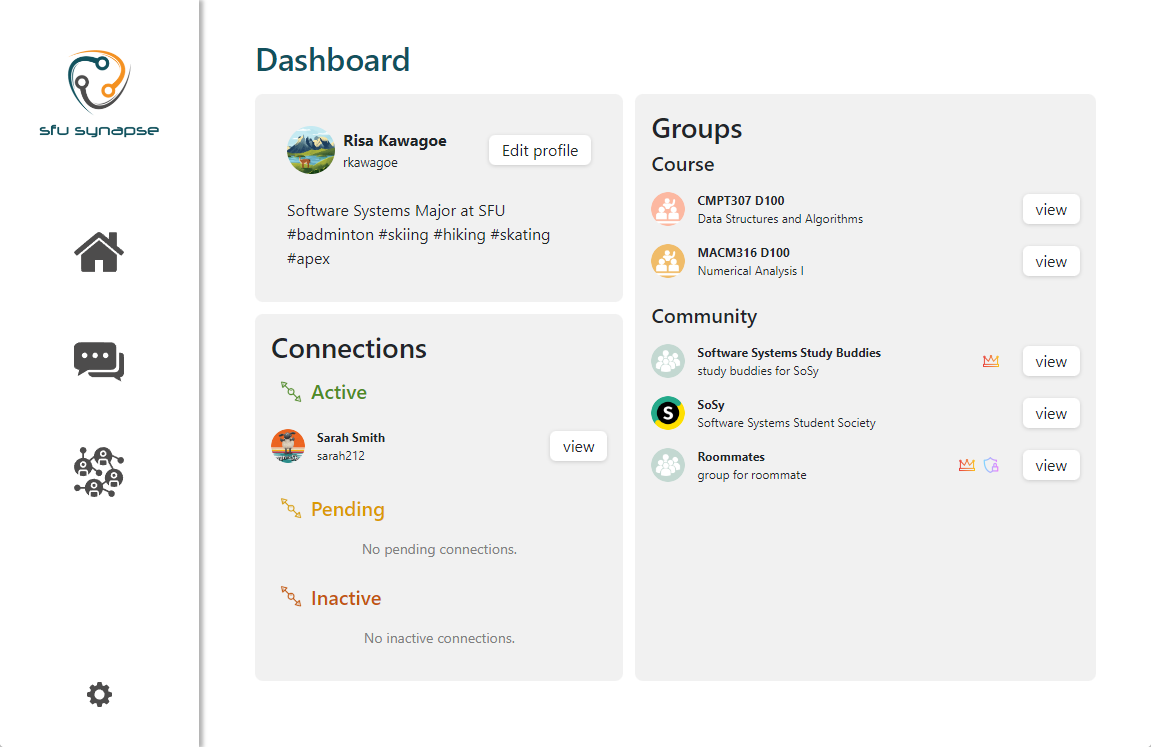 sfu synapse
Dashboard
Risa Kawagoe
rkawagoe
Edit profile
Software Systems Major at SFU
#badminton #skiing #hiking #skating
#apex
Connections
Active
Sarah Smith
sarah212
view
Pending
No pending connections.
Inactive
No inactive connections.
Groups
Course
CMPT307 D100
Data Structures and Algorithms
view
MACM316 D100
Numerical Analysis I
view
Community
Software Systems Study Buddies
study buddies for SoSy
view
S
SoSy
Software Systems Student Society
view
Roommates
group for roommate
view